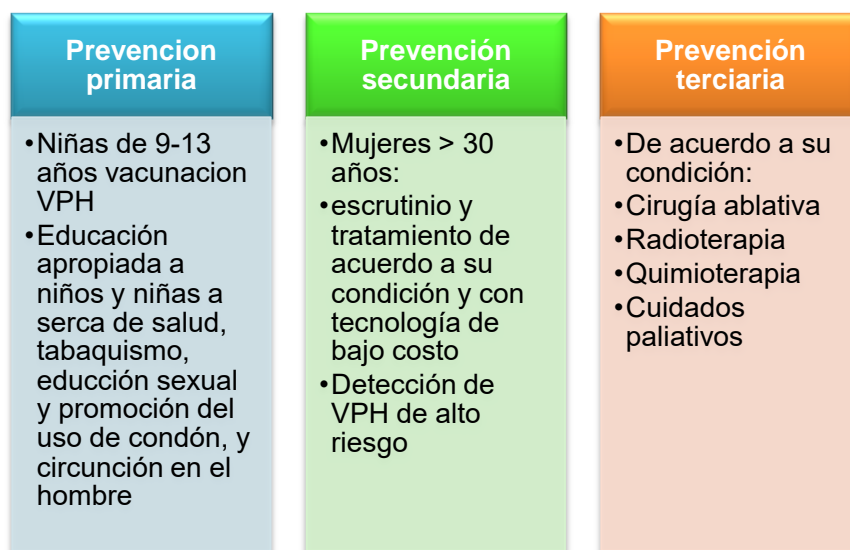 Prevencion
primaria
•Niñas de 9-13
años vacunacion
VPH
•Educación
apropiada a
niños y niñas a
serca de salud,
tabaquismo,
educción sexual
y promoción del
uso de condón, y
circunción en el
hombre
Prevención
secundaria
•Mujeres > 30
años:
•escrutinio y
tratamiento de
acuerdo a su
condición y con
tecnología de
bajo costo
•Detección de
VPH de alto
riesgo
Prevención
terciaria
•De acuerdo a su
condición:
•Cirugía ablativa
•Radioterapia
•Quimioterapia
•Cuidados
paliativos